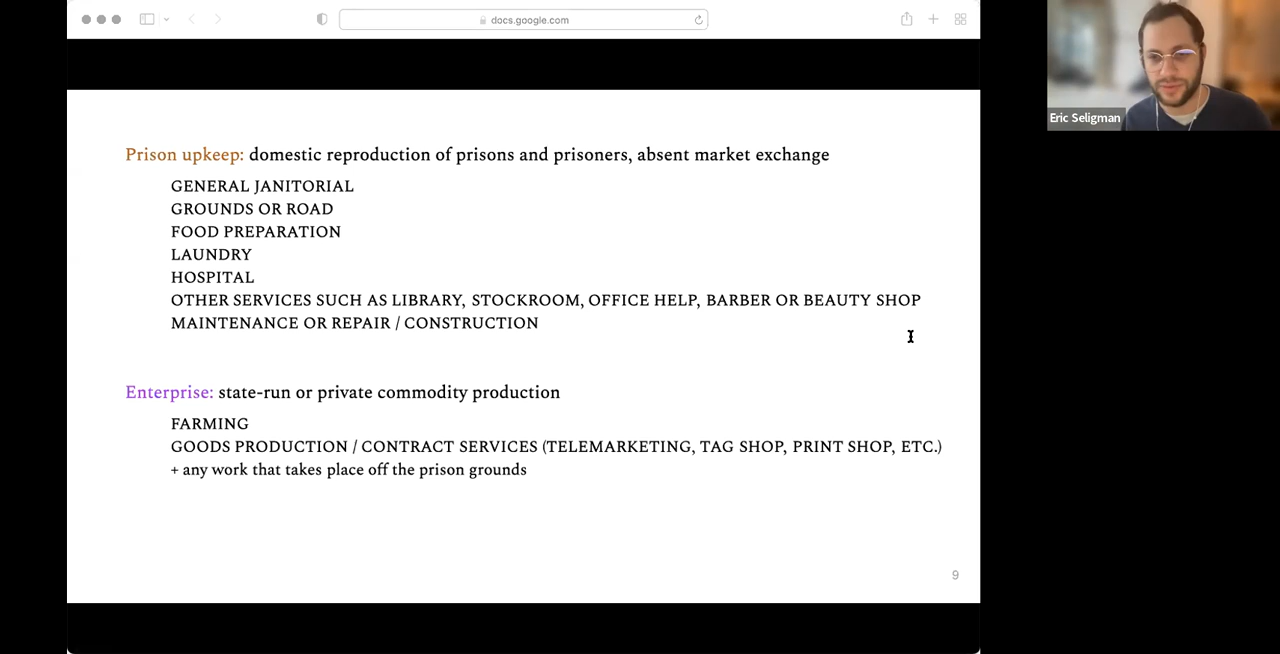 docs.google.com
Eric Seligman
Prison upkeep: domestic reproduction of prisons and prisoners, absent market exchange
GENERAL JANITORIAL
GROUNDS OR ROAD
FOOD PREPARATION
LAUNDRY
HOSPITAL
OTHER SERVICES SUCH AS LIBRARY, STOCKROOM, OFFICE HELP, BARBER OR BEAUTY SHOP
MAINTENANCE OR REPAIR / CONSTRUCTION
Enterprise: state-run or private commodity production
FARMING
GOODS PRODUCTION / CONTRACT SERVICES (TELEMARKETING, TAG SHOP, PRINT SHOP, ETC.)
+ any work that takes place off the prison grounds
9